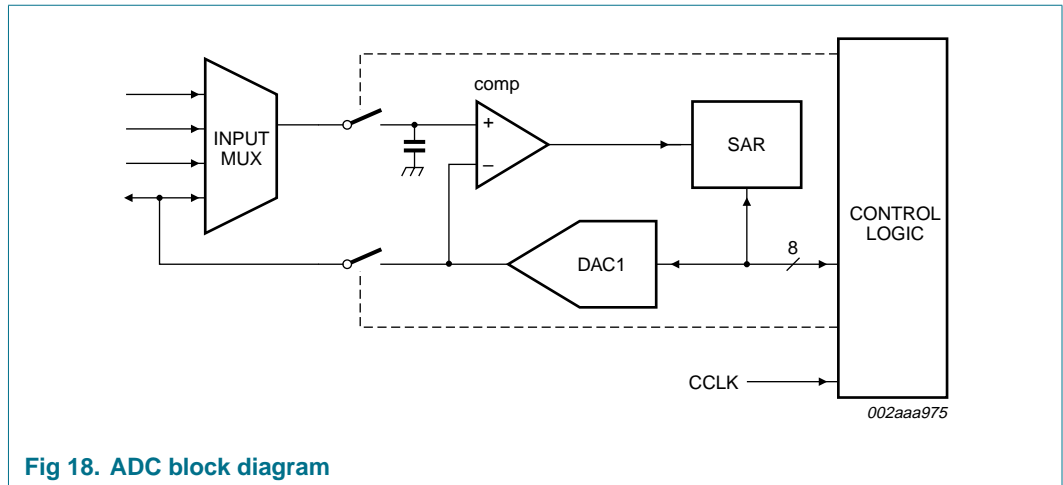 comp
INPUT
MUX
+
–
SAR
CONTROL
LOGIC
8
DAC1
CCLK
002aaa975
Fig 18. ADC block diagram